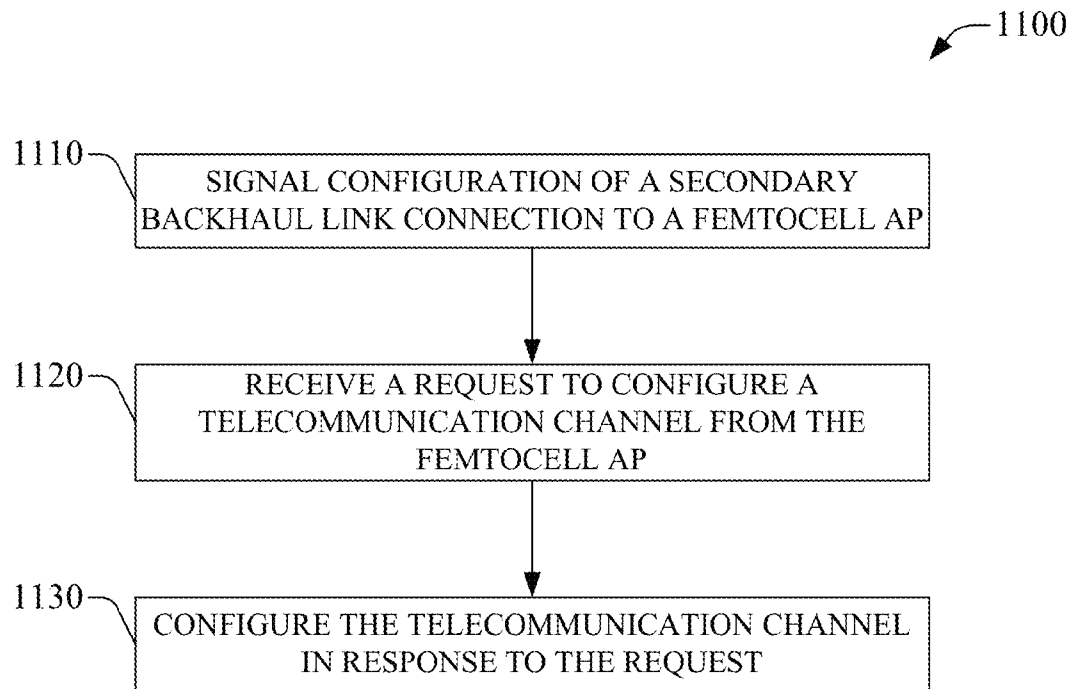 1100
1110
SIGNAL CONFIGURATION OF A SECONDARY
BACKHAUL LINK CONNECTION TO A FEMTOCELL AP
1120
RECEIVE A REQUEST TO CONFIGURE A
TELECOMMUNICATION CHANNEL FROM THE
FEMTOCELL AP
1130
CONFIGURE THE TELECOMMUNICATION CHANNEL
IN RESPONSE TO THE REQUEST